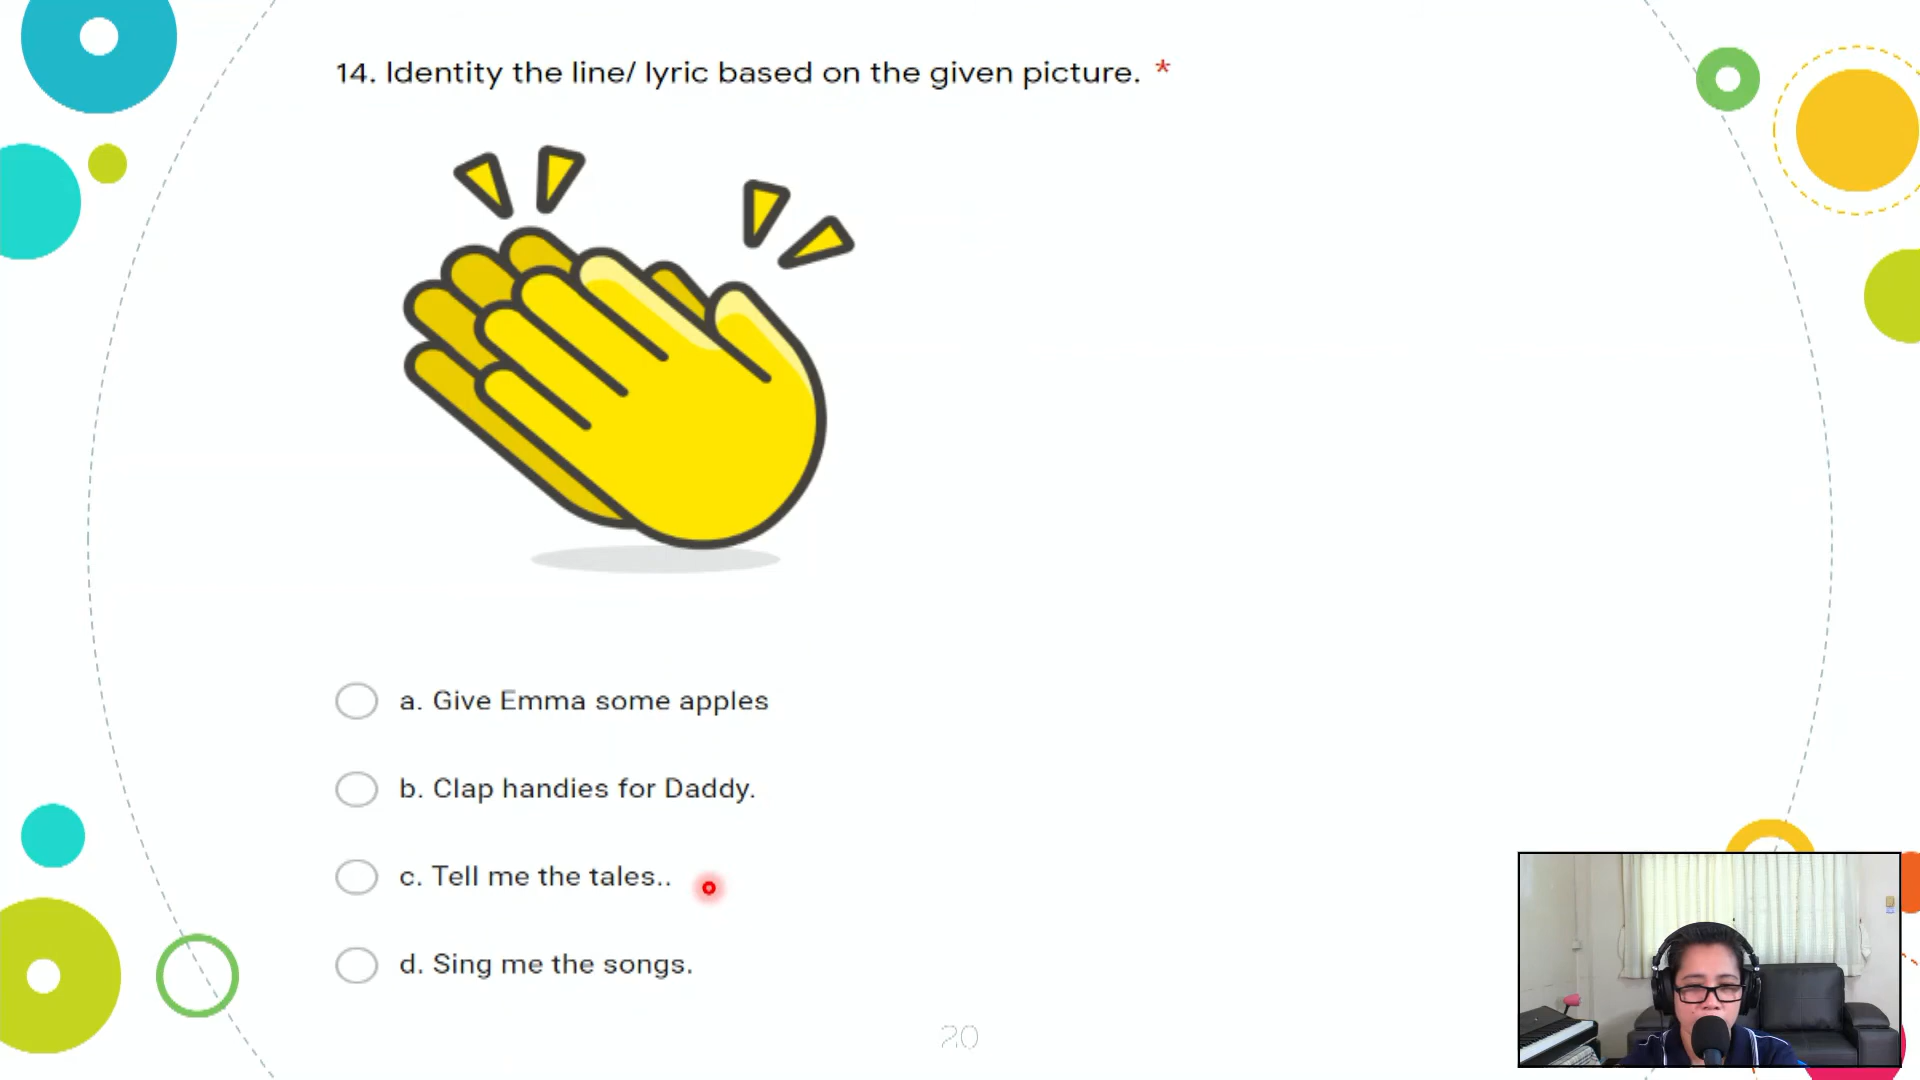 14. Identity the line/ lyric based on the given picture. *
a. Give Emma some apples
b. Clap handies for Daddy.
c. Tell me the tales..
d. Sing me the songs.
20